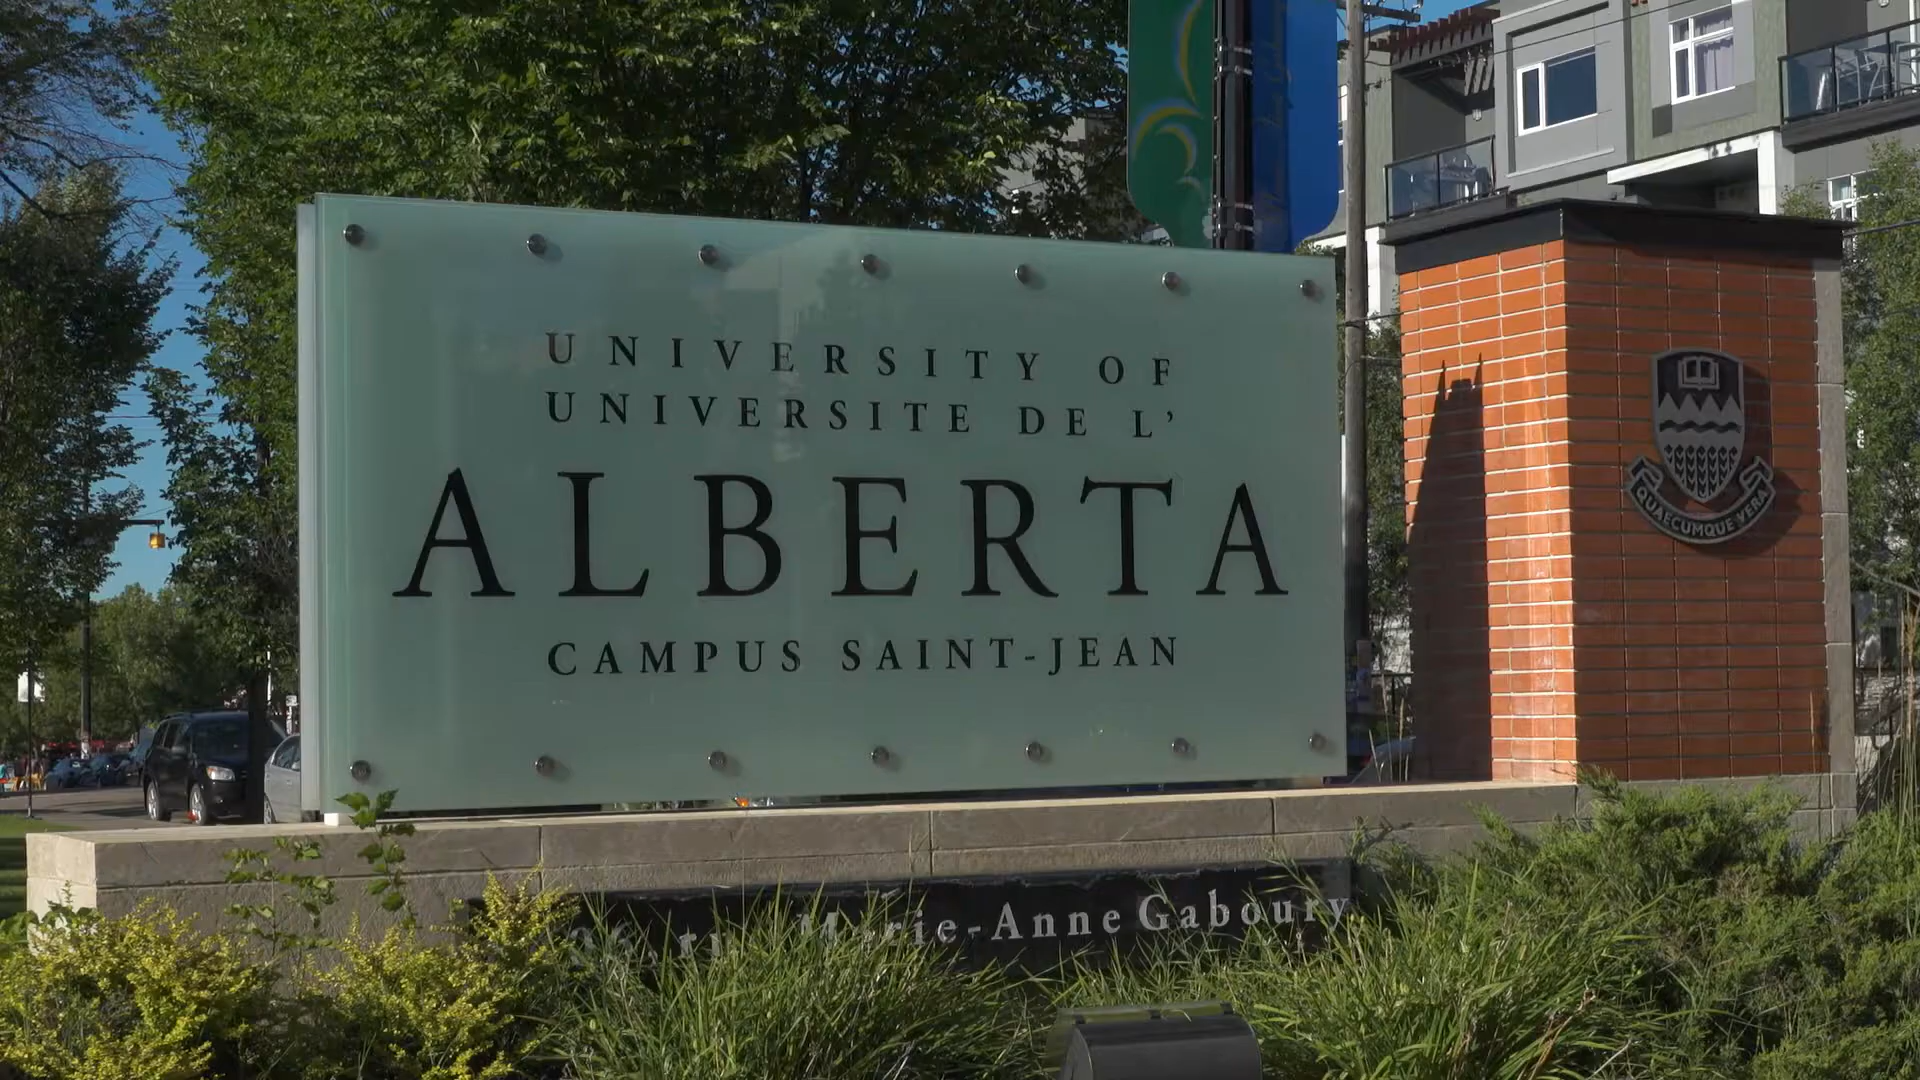 UNIVERSITY OF
UNIVERSITE DE L'
ALBERTA
CAMPUS SAINT-JEAN
QUAECUMQUE VERA
Marie-Anne Gaboury